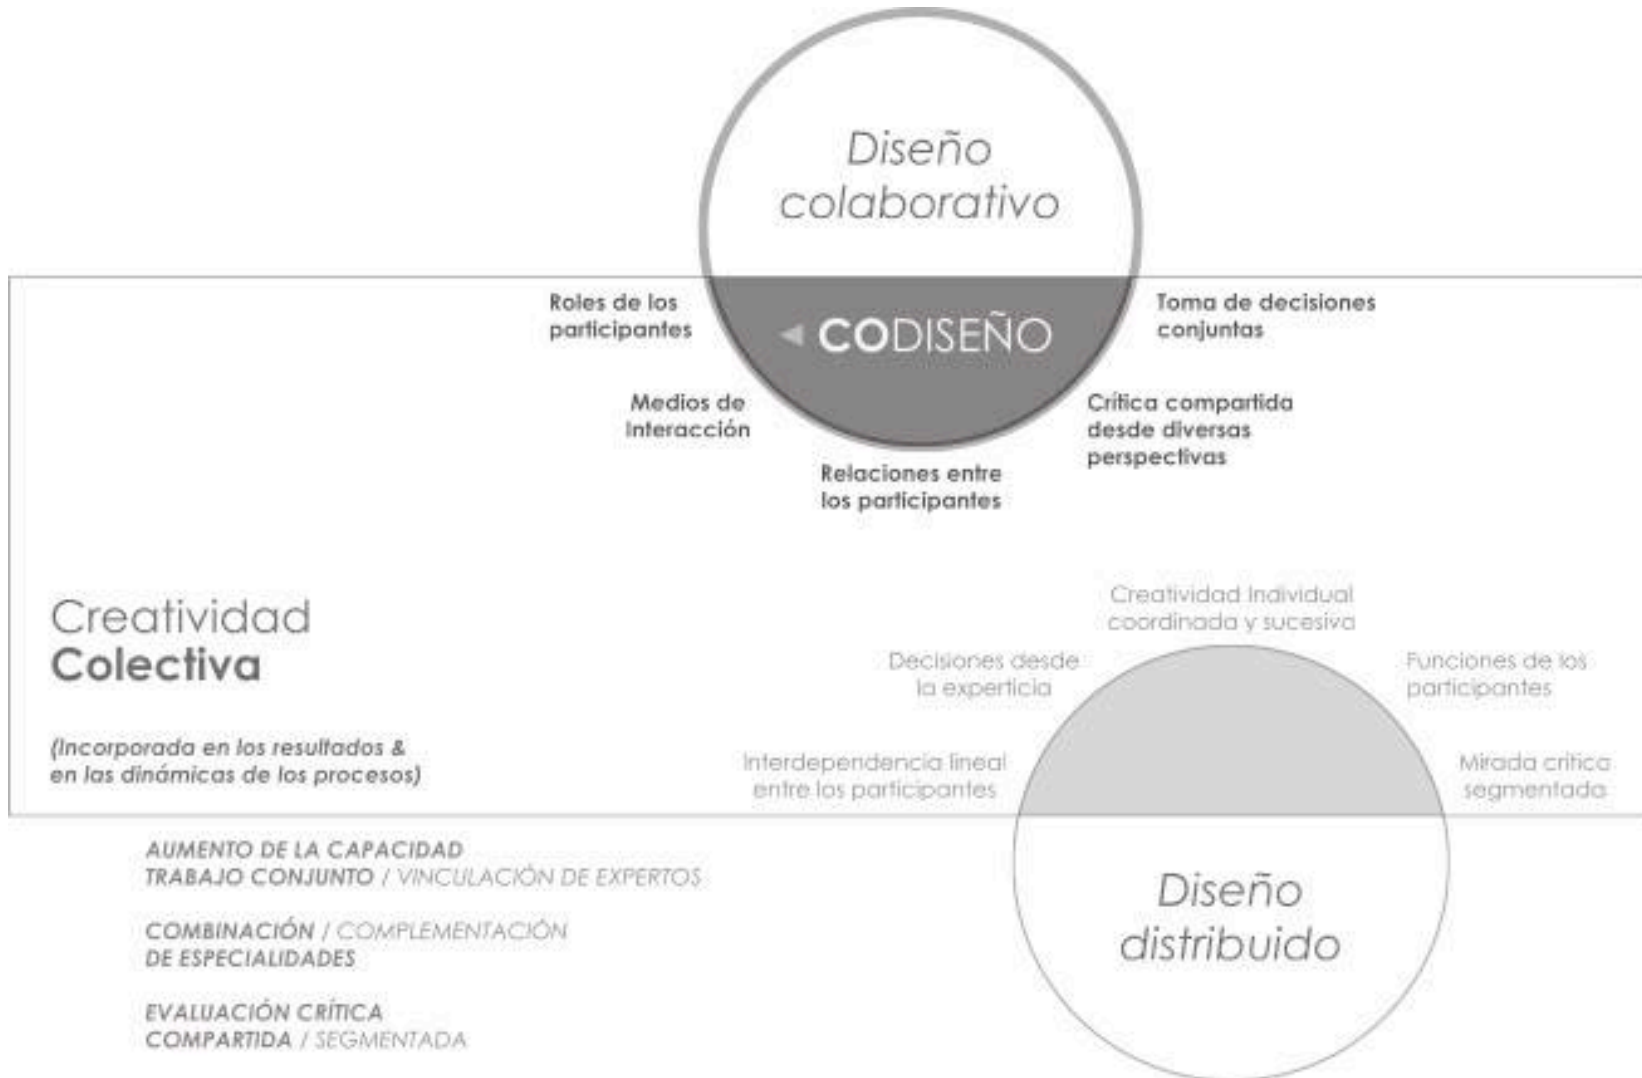 Diseño
colaborativo
CODISEÑO
Roles de los
participantes
Medios de
Interacción
Relaciones entre
los participantes
Crítica compartida
desde diversas
perspectivas
Toma de decisiones
conjuntas
Creatividad
Colectiva
(Incorporada en los resultados &
en las dinámicas de los procesos)
Interdependencia lineal
entre los participantes
Decisiones desde
la experticia
Creatividad Individual
coordinada y sucesiva
Funciones de los
participantes
Mirada crítica
segmentada
Diseño
distribuido
AUMENTO DE LA CAPACIDAD
TRABAJO CONJUNTO / VINCULACIÓN DE EXPERTOS
COMBINACIÓN / COMPLEMENTACIÓN
DE ESPECIALIDADES
EVALUACIÓN CRÍTICA
COMPARTIDA / SEGMENTADA